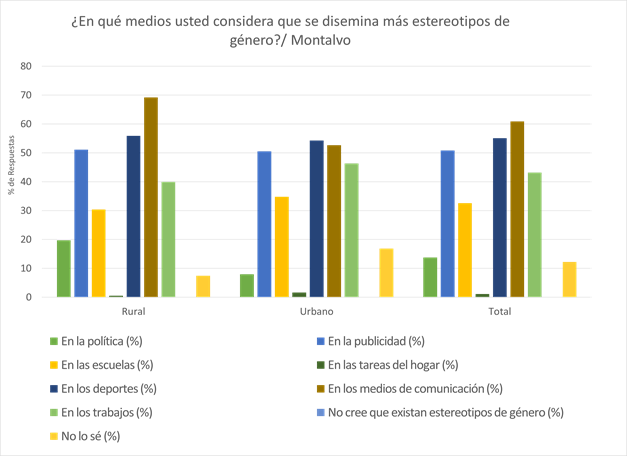 ¿En qué medios usted considera que se disemina más estereotipos de
género?/ Montalvo
% de Respuestas
80
70
60
50
40
30
20
10
0
Rural Urbano Total
En la política (%) En la publicidad (%)
En las escuelas (%) En las tareas del hogar (%)
En los deportes (%) En los medios de comunicación (%)
En los trabajos (%) No cree que existan estereotipos de género (%)
No lo sé (%)